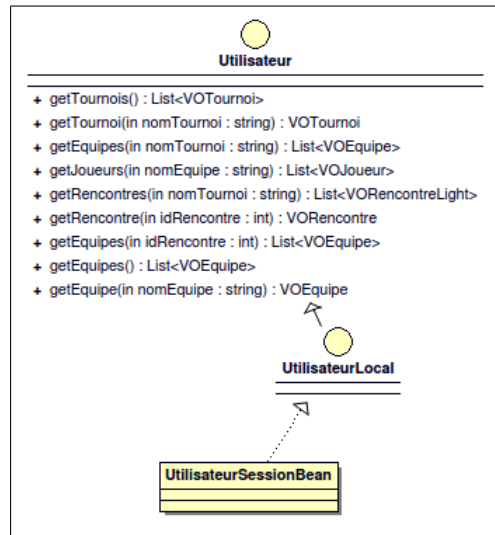 Utilisateur
+ getTournois() : List<VOTournoi>
+ getTournoi(in nomTournoi : string) : VOTournoi
+ getEquipes(in nomTournoi : string) : List<VOEquipe>
+ getJoueurs(in nomEquipe : string) : List<VOJoueur>
+ getRencontres(in nomTournoi : string) : List<VORencontreLight>
+ getRencontre(in idRencontre : int) : VORencontre
+ getEquipes(in idRencontre : int) : List<VOEquipe>
+ getEquipes() : List<VOEquipe>
+ getEquipe(in nomEquipe : string) : VOEquipe
UtilisateurLocal
UtilisateurSessionBean